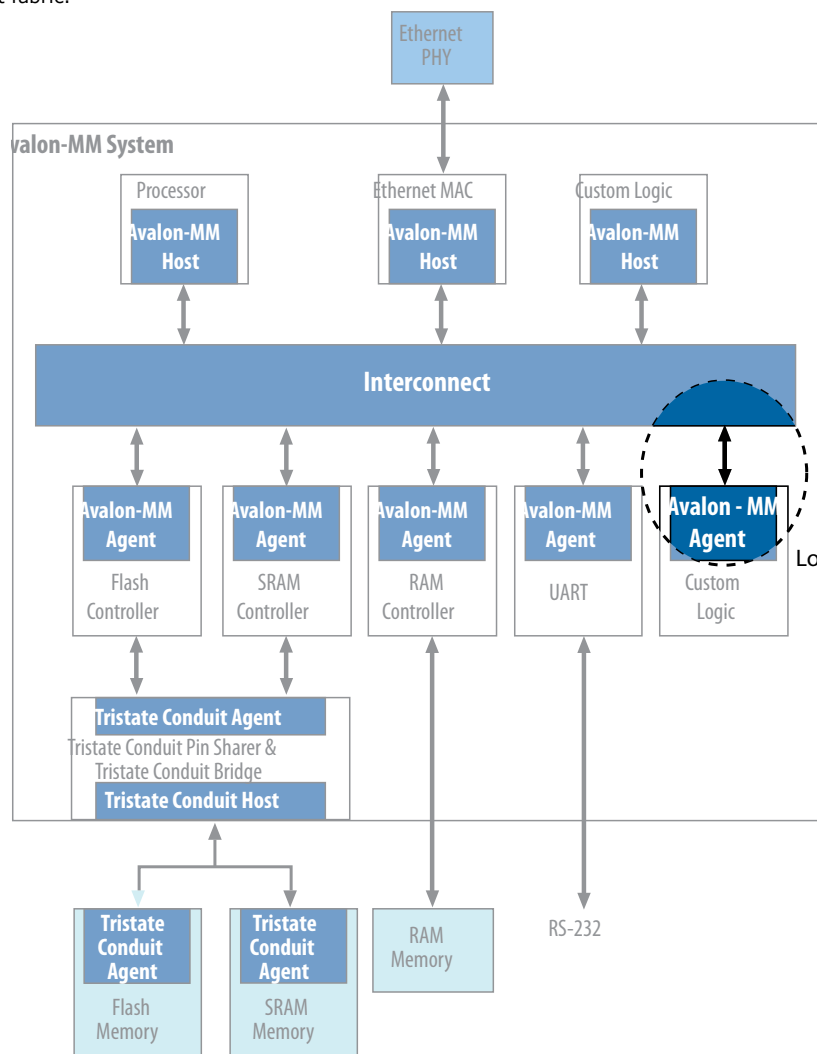 t fabric.
Ethernet
PHY
valon-MM System
Processor
Ethernet MAC
Custom Logic
Avalon-MM
Host
Avalon-MM
Host
Avalon-MM
Host
Interconnect
Avalon-MM
Agent
Avalon-MM
Agent
Avalon-MM
Agent
Avalon-MM
Agent
Avalon - MM
Agent
Lo
Flash
Controller
SRAM
Controller
RAM
Controller
UART
Custom
Logic
Tristate Conduit Agent
Tristate Conduit Pin Sharer &
Tristate Conduit Bridge
Tristate Conduit Host
Tristate
Conduit
Agent
Flash
Memory
Tristate
Conduit
Agent
SRAM
Memory
RAM
Memory
RS-232